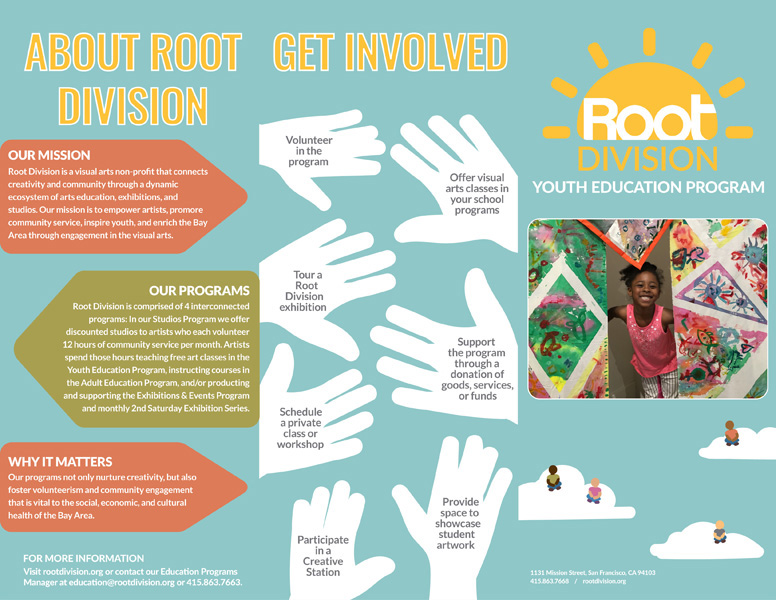 ABOUT ROOT
DIVISION
OUR MISSION
Root Division is a visual arts non-profit that connects
creativity and community through a dynamic
ecosystem of arts education, exhibitions, and
studios. Our mission is to empower artists, promore
community service, inspire youth, and enrich the Bay
Area through engagement in the visual arts.
OUR PROGRAMS
Root Division is comprised of 4 interconnected
programs: In our Studios Program we offer
discounted studios to artists who each volunteer
12 hours of community service per month. Artists
spend those hours teaching free art classes in the
Youth Education Program, instructing courses in
the Adult Education Program, and/or producting
and supporting the Exhibitions & Events Program
and monthly 2nd Saturday Exhibition Series.
WHY IT MATTERS
Our programs not only nurture creativity, but also
foster volunteerism and community engagement
that is vital to the social, economic, and cultural
health of the Bay Area.
FOR MORE INFORMATION
Visit rootdivision.org or contact our Education Programs
Manager at education@rootdivision.org or 415.863.7663.
GET INVOLVED
Volunteer
in the
program
Offer visual
arts classes in
your school
programs
Tour a
Root
Division
exhibition
Support
the program
through a
donation of
goods, services,
or funds
Schedule
a private
class or
workshop
Provide
space to
showcase
student
artwork
Participate
in a
Creative
Station
Root
DIVISION
YOUTH EDUCATION PROGRAM
1131 Mission Street, San Francisco, CA 94103
415.863.7668 / rootdivision.org